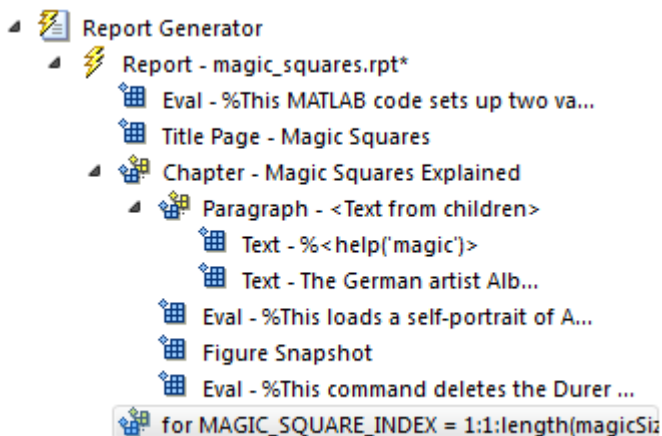 Report Generator
Report - magic_squares.rpt*
Eval - %This MATLAB code sets up two va...
Title Page - Magic Squares
Chapter - Magic Squares Explained
Paragraph - <Text from children>
Text - %<help('magic')>
Text - The German artist Alb...
Eval - %This loads a self-portrait of A...
Figure Snapshot
Eval - %This command deletes the Durer ...
for MAGIC_SQUARE_INDEX = 1:1:length(magicSiz